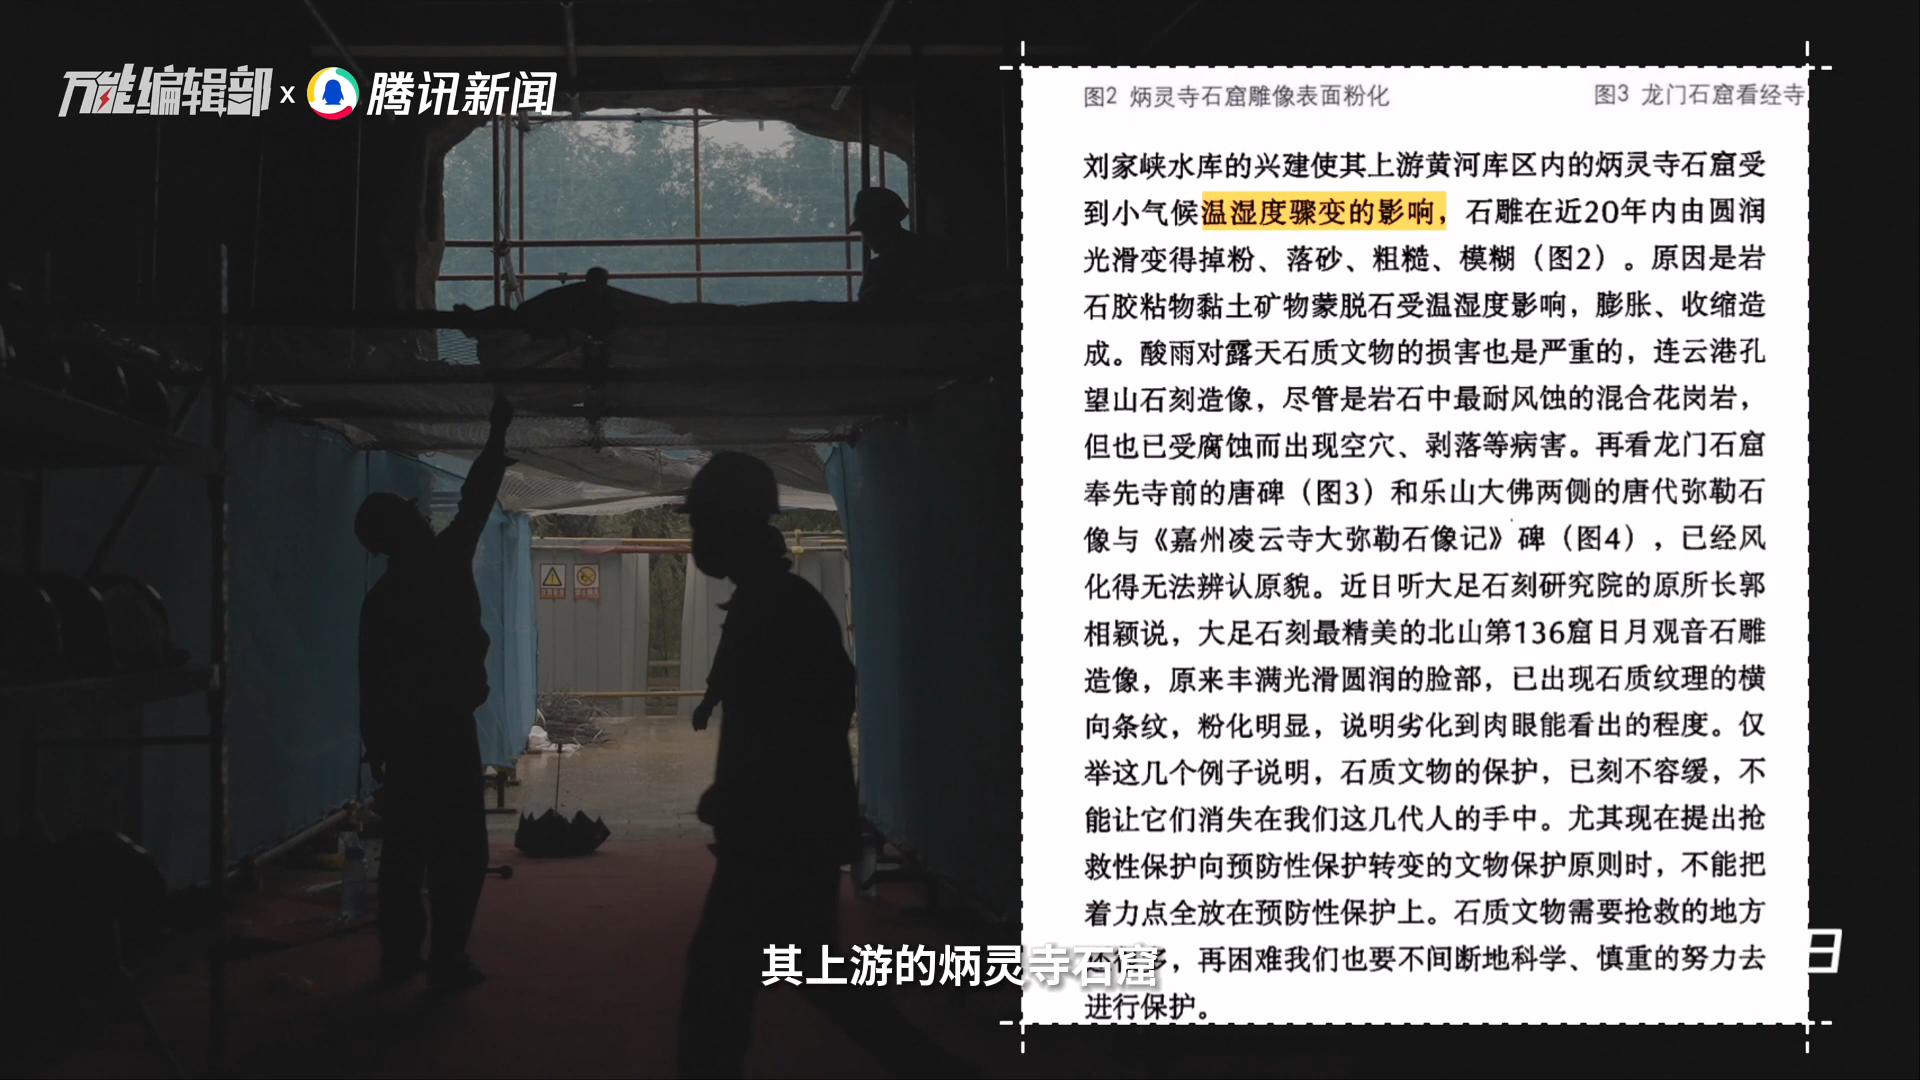 万能编辑部 x 腾讯新闻
图2 炳灵寺石窟雕像表面粉化
图3 龙门石窟看经寺
刘家峡水库的兴建使其上游黄河库区内的炳灵寺石窟受
到小气候温湿度骤变的影响，石雕在近20年内由圆润
光滑变得掉粉、落砂、粗糙、模糊（图2）。原因是岩
石胶粘物黏土矿物蒙脱石受温湿度影响，膨胀、收缩造
成。酸雨对露天石质文物的损害也是严重的，连云港孔
望山石刻造像，尽管是岩石中最耐风蚀的混合花岗岩，
但也已受腐蚀而出现空穴、剥落等病害。再看龙门石窟
奉先寺前的唐碑（图3）和乐山大佛两侧的唐代弥勒石
像与《嘉州凌云寺大弥勒石像记》碑（图4），已经风
化得无法辨认原貌。近日听大足石刻研究院的原所长郭
相颖说，大足石刻最精美的北山第136窟日月观音石雕
造像，原来丰满光滑圆润的脸部，已出现石质纹理的横
向条纹，粉化明显，说明劣化到肉眼能看出的程度。仅
举这几个例子说明，石质文物的保护，已刻不容缓，不
能让它们消失在我们这几代人的手中。尤其现在提出抢
救性保护向预防性保护转变的文物保护原则时，不能把
着力点全放在预防性保护上。石质文物需要抢救的地方
，再困难我们也要不间断地科学、慎重的努力去
进行保护。
其上游的炳灵寺石窟
日